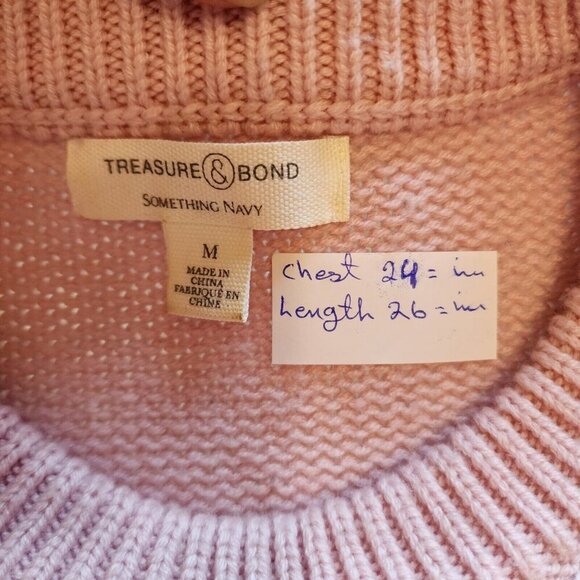 TREASURE & BOND
SOMETHING NAVY
M
MADE IN
CHINA
FABRIQUÉ EN
CHINE
Chest 24 = in
Length 26 = in